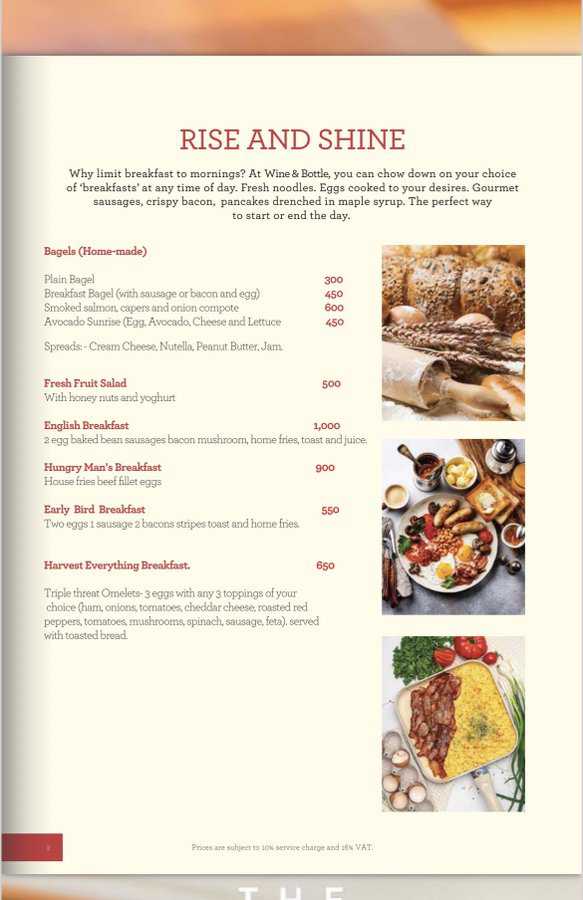 RISE AND SHINE
Why limit breakfast to mornings? At Wine & Bottle, you can chow down on your choice
of ‘breakfasts’ at any time of day. Fresh noodles. Eggs cooked to your desires. Gourmet
sausages, crispy bacon, pancakes drenched in maple syrup. The perfect way
to start or end the day.
Bagels (Home-made)
Plain Bagel 300
Breakfast Bagel (with sausage or bacon and egg) 450
Smoked salmon, capers and onion compote 600
Avocado Sunrise (Egg, Avocado, Cheese and Lettuce 450
Spreads: - Cream Cheese, Nutella, Peanut Butter, Jam.
Fresh Fruit Salad 500
With honey nuts and yoghurt
English Breakfast 1,000
2 egg baked bean sausages bacon mushroom, home fries, toast and juice.
Hungry Man's Breakfast 900
House fries beef fillet eggs
Early Bird Breakfast 550
Two eggs 1 sausage 2 bacons stripes toast and home fries.
Harvest Everything Breakfast. 650
Triple threat Omelets- 3 eggs with any 3 toppings of your
choice (ham, onions, tomatoes, cheddar cheese, roasted red
peppers, tomatoes, mushrooms, spinach, sausage, feta). served
with toasted bread.
Prices are subject to 10% service charge and 16% VAT.
THE